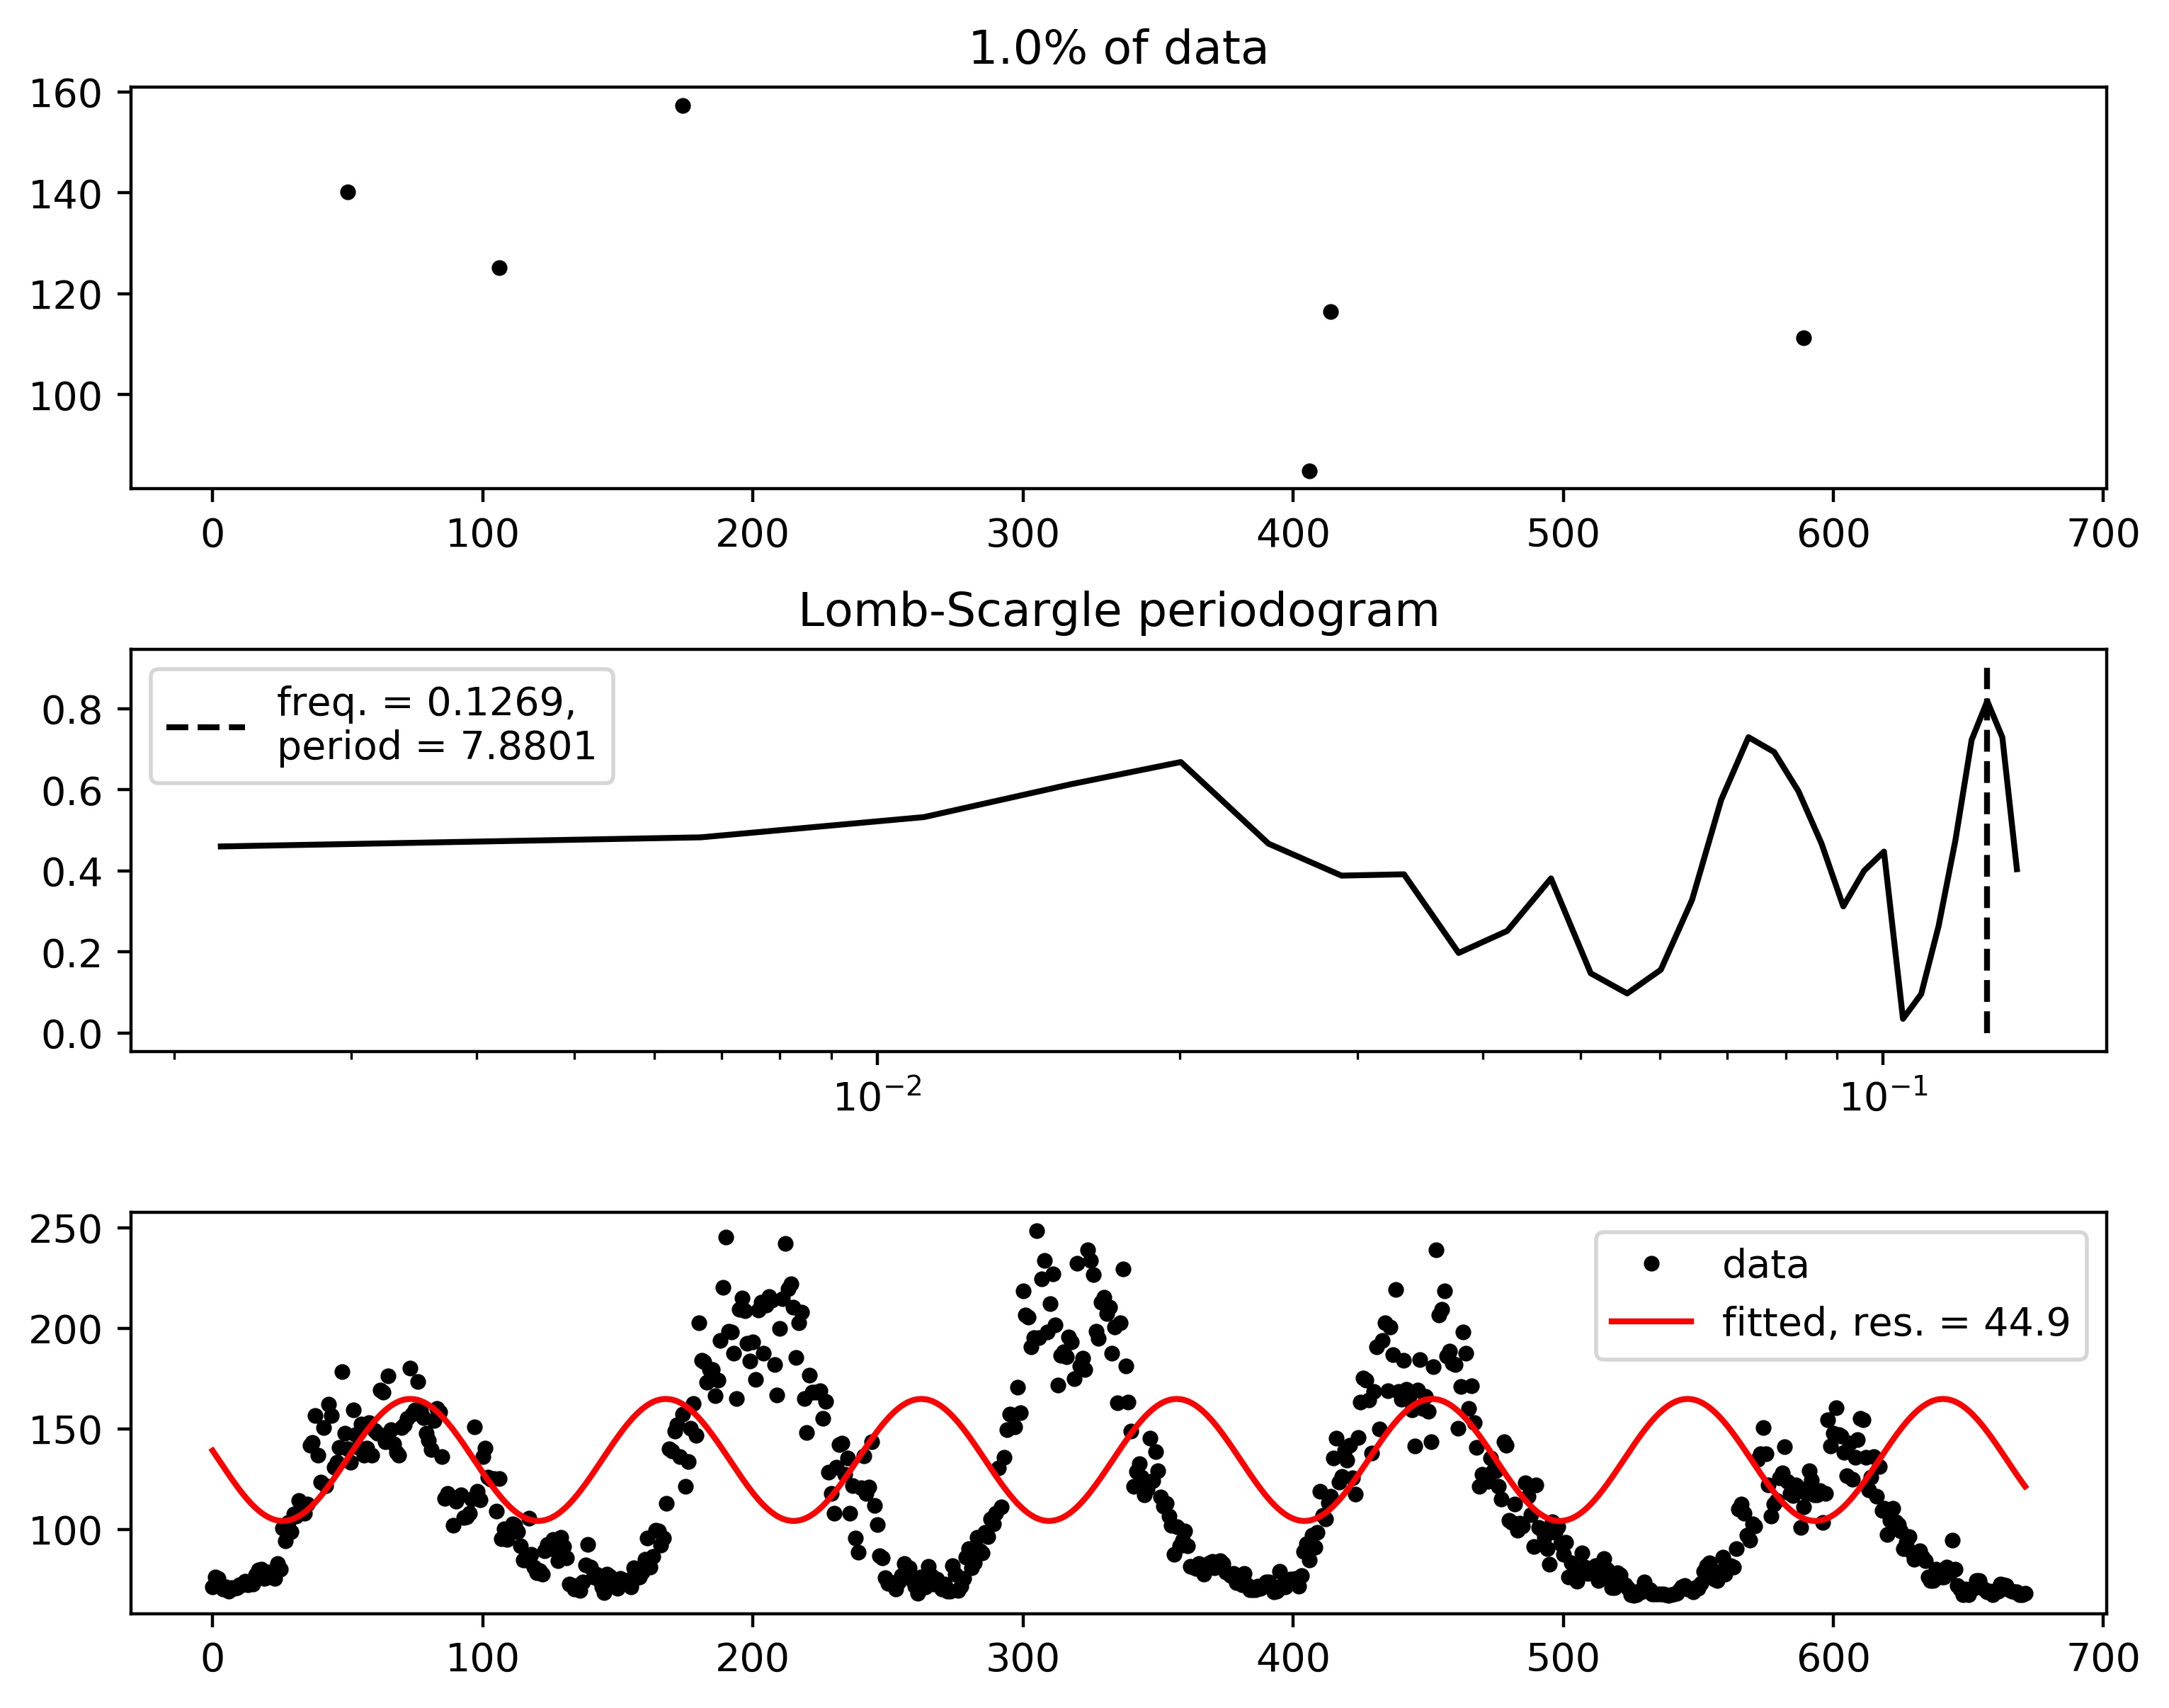 1.0% of data
160
140
120
100
0 100 200 300 400 500 600 700
Lomb-Scargle periodogram
freq. = 0.1269,
period = 7.8801
0.8
0.6
0.4
0.2
0.0
10⁻² 10⁻¹
250
200
150
100
data
fitted, res. = 44.9
0 100 200 300 400 500 600 700